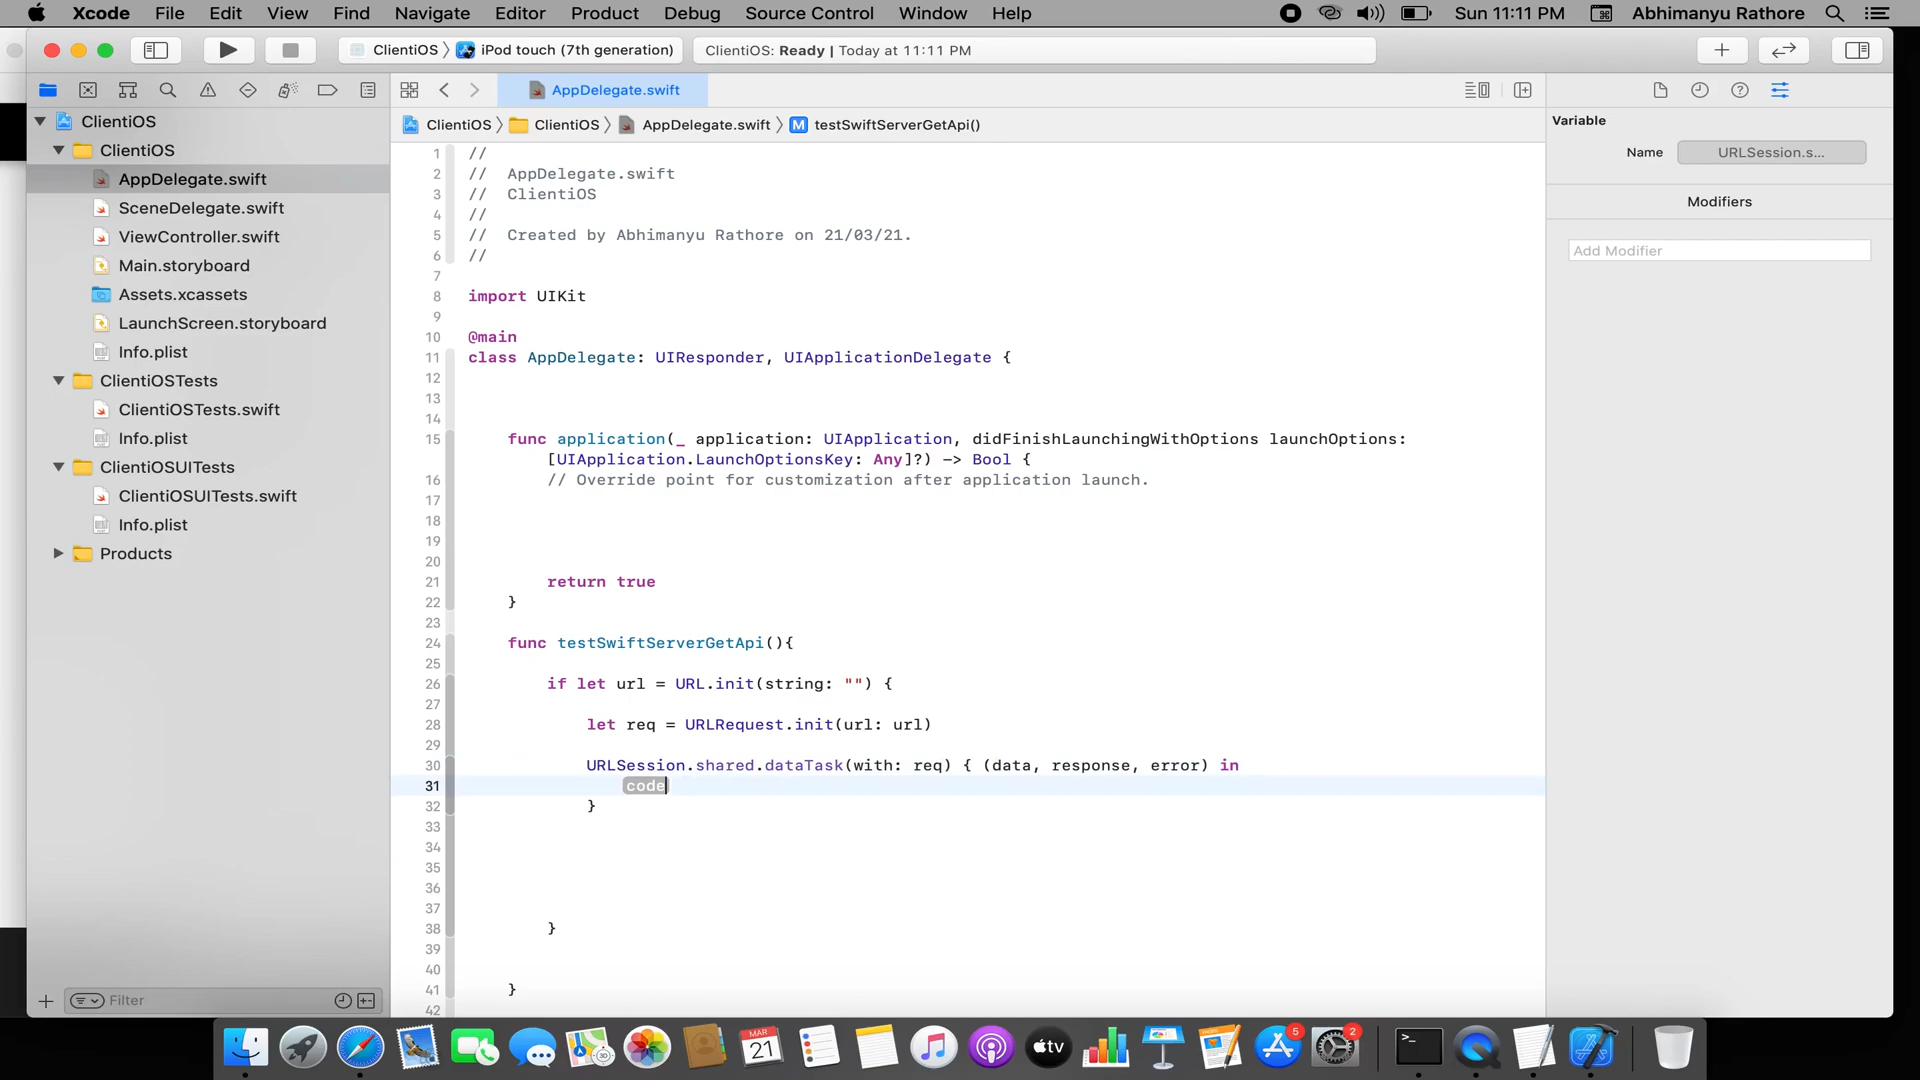 Xcode File Edit View Find Navigate Editor Product Debug Source Control Window Help Sun 11:11 PM Abhimanyu Rathore
ClientiOS iPod touch (7th generation) ClientiOS: Ready | Today at 11:11 PM
AppDelegate.swift
ClientiOS ClientiOS AppDelegate.swift M testSwiftServerGetApi()
ClientiOS
ClientiOS
AppDelegate.swift
SceneDelegate.swift
ViewController.swift
Main.storyboard
Assets.xcassets
LaunchScreen.storyboard
Info.plist
ClientiOSTests
ClientiOSTests.swift
Info.plist
ClientiOSUITests
ClientiOSUITests.swift
Info.plist
Products
Filter
1 //
2 // AppDelegate.swift
3 // ClientiOS
4 //
5 // Created by Abhimanyu Rathore on 21/03/21.
6 //
7
8 import UIKit
9
10 @main
11 class AppDelegate: UIResponder, UIApplicationDelegate {
12
13
14
15 func application(_ application: UIApplication, didFinishLaunchingWithOptions launchOptions:
[UIApplication.LaunchOptionsKey: Any]?) -> Bool {
16 // Override point for customization after application launch.
17
18
19
20
21 return true
22 }
23
24 func testSwiftServerGetApi(){
25
26 if let url = URL.init(string: "") {
27
28 let req = URLRequest.init(url: url)
29
30 URLSession.shared.dataTask(with: req) { (data, response, error) in
31 code
32 }
33
34
35
36
37
38 }
39
40
41 }
42
Variable
Name URLSession.s...
Modifiers
Add Modifier
MAR
21
3D
tv
5
2
>_